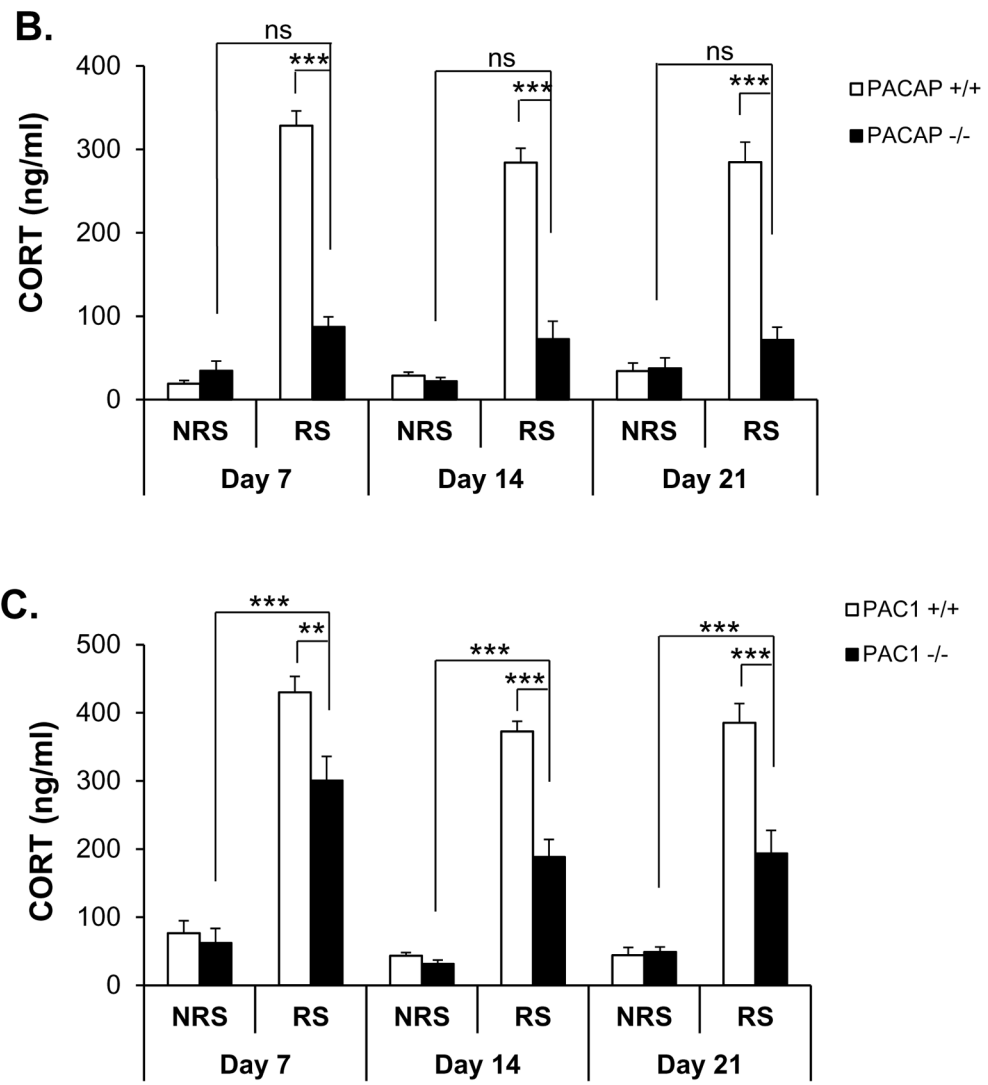 B.
ns
ns
ns
***
***
***
400
300
200
100
0
CORT (ng/ml)
PACAP +/+
PACAP -/-
NRS RS NRS RS NRS RS
Day 7 Day 14 Day 21
C.
***
**
***
***
***
***
500
400
300
200
100
0
CORT (ng/ml)
PAC1 +/+
PAC1 -/-
NRS RS NRS RS NRS RS
Day 7 Day 14 Day 21